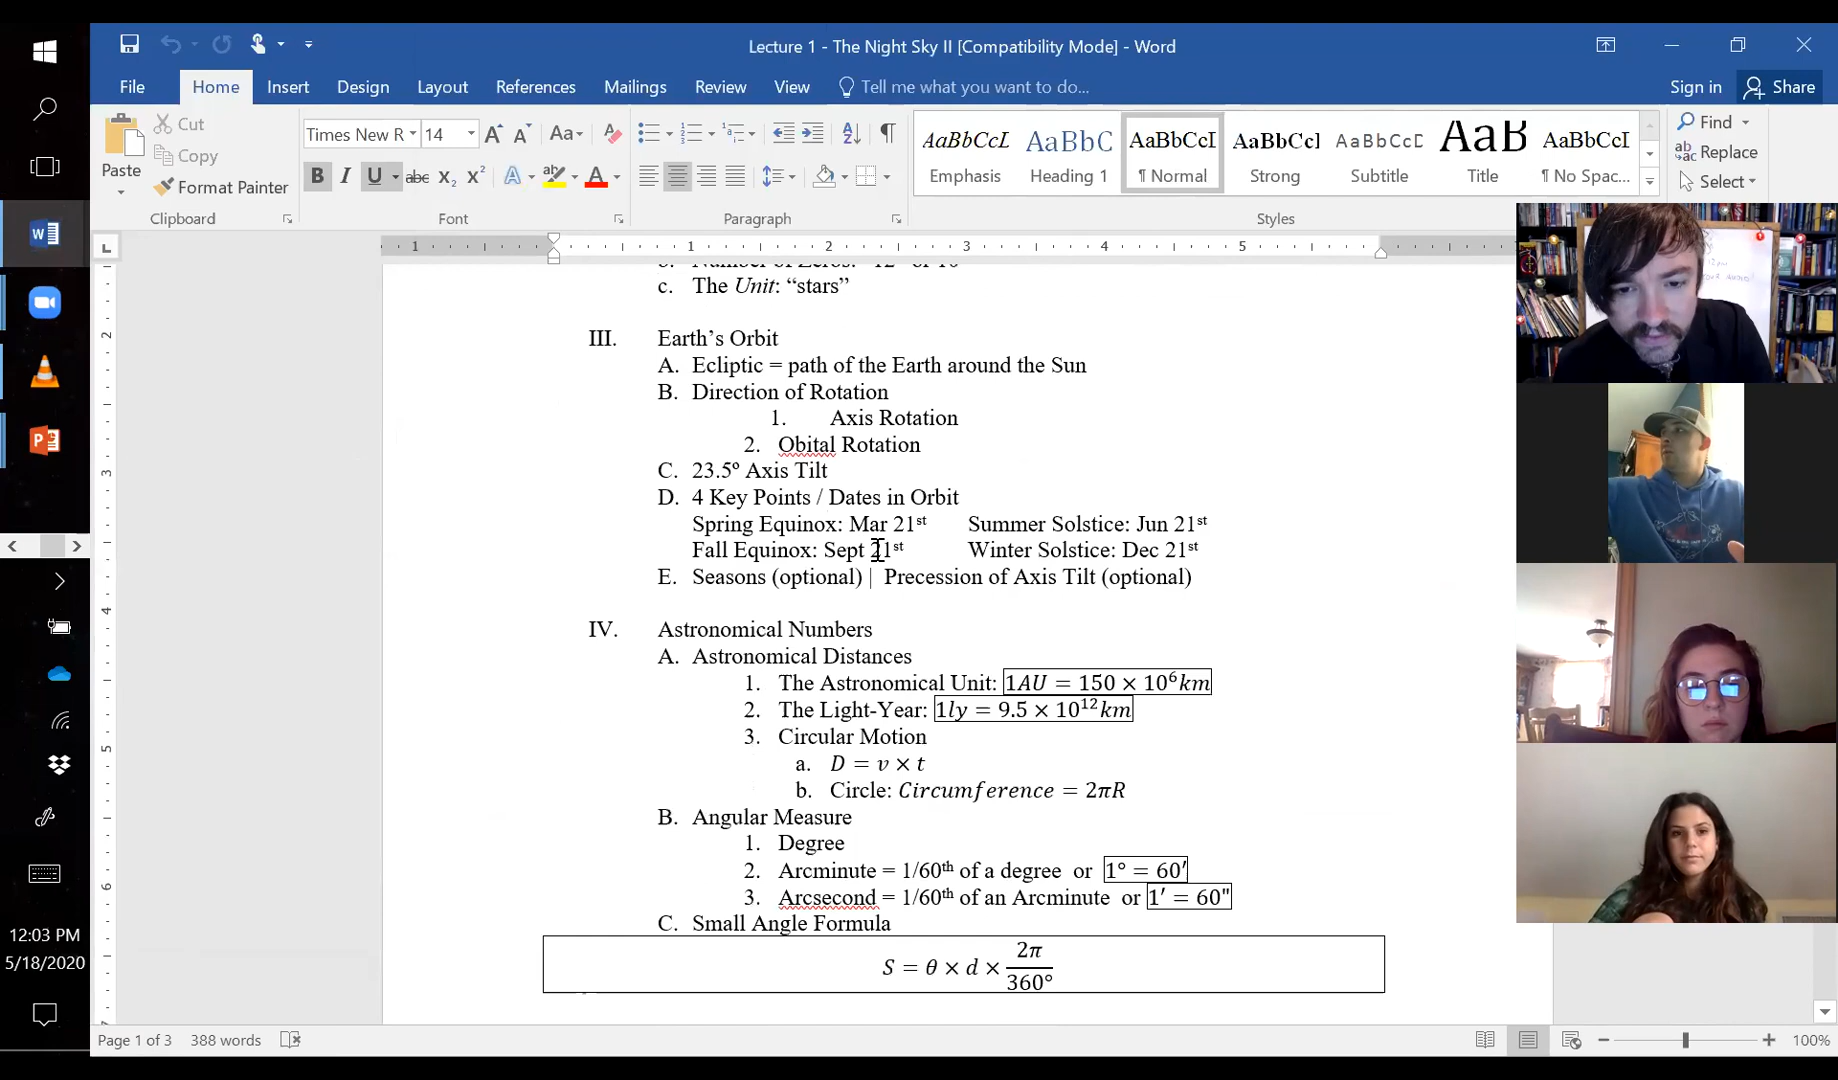 Lecture 1 - The Night Sky II [Compatibility Mode] - Word
File Home Insert Design Layout References Mailings Review View Tell me what you want to do... Sign in Share
Paste
Cut
Copy
Format Painter
Clipboard
Times New R 14
Font
Paragraph
AaBbCcL AaBbC AaBbCcI AaBbCcI AaBbCcD AaB AaBbCcI
Emphasis Heading 1 ¶ Normal Strong Subtitle Title ¶ No Spac...
Styles
Find
Replace
Select
1 1 2 3 4 5
c. The Unit: “stars”
III. Earth’s Orbit
A. Ecliptic = path of the Earth around the Sun
B. Direction of Rotation
1. Axis Rotation
2. Obital Rotation
C. 23.5º Axis Tilt
D. 4 Key Points / Dates in Orbit
Spring Equinox: Mar 21st Summer Solstice: Jun 21st
Fall Equinox: Sept 21st Winter Solstice: Dec 21st
E. Seasons (optional) | Precession of Axis Tilt (optional)
IV. Astronomical Numbers
A. Astronomical Distances
1. The Astronomical Unit: 1AU = 150 × 10⁶km
2. The Light-Year: 1ly = 9.5 × 10¹²km
3. Circular Motion
a. D = v × t
b. Circle: Circumference = 2πR
B. Angular Measure
1. Degree
2. Arcminute = 1/60th of a degree or 1° = 60′
3. Arcsecond = 1/60th of an Arcminute or 1′ = 60"
C. Small Angle Formula
S = θ × d × 2π/360°
12:03 PM
5/18/2020
Page 1 of 3 388 words
100%